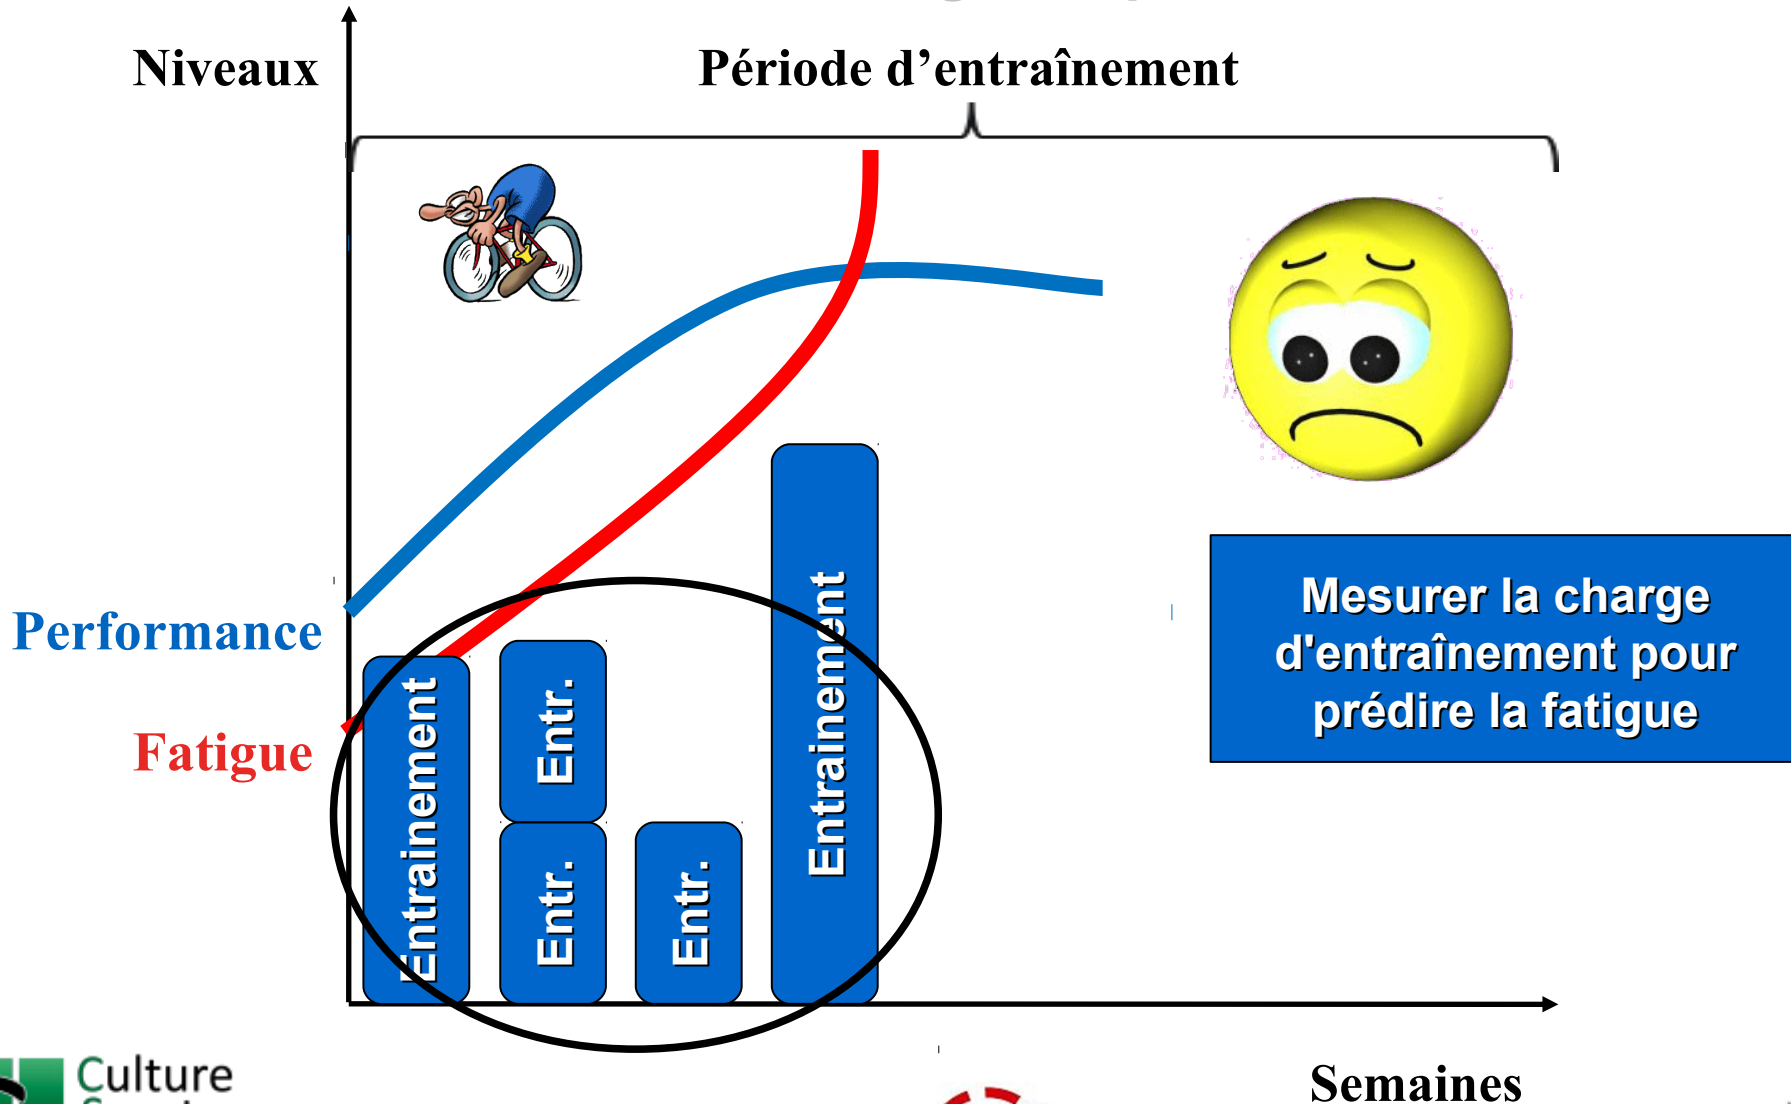 Niveaux
Période d’entraînement
Performance
Fatigue
Entrainement
Entr.
Entr.
Entr.
Entrainement
Mesurer la charge
d'entraînement pour
prédire la fatigue
Semaines
Culture